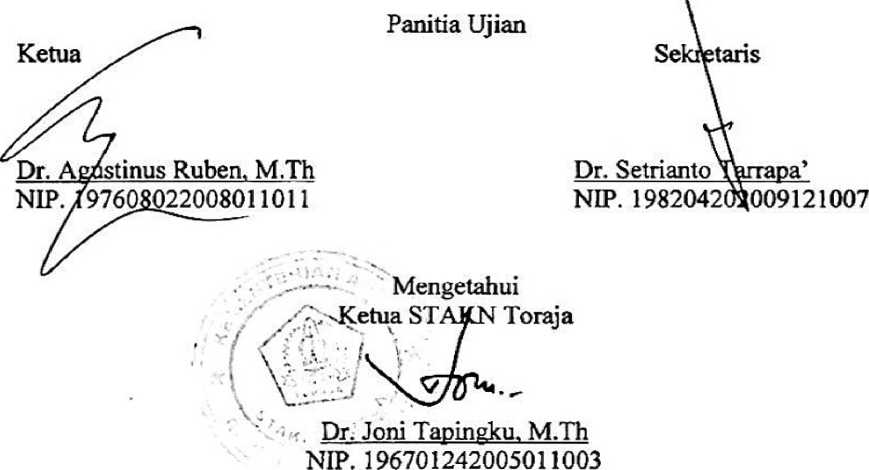 Panitia Ujian
Ketua
Sekretaris
Dr. Agustinus Ruben, M.Th
NIP. 197608022008011011
Dr. Setrianto Tarrapa’
NIP. 198204202009121007
Mengetahui
Ketua STAKN Toraja
Dr. Joni Tapingku, M.Th
NIP. 196701242005011003